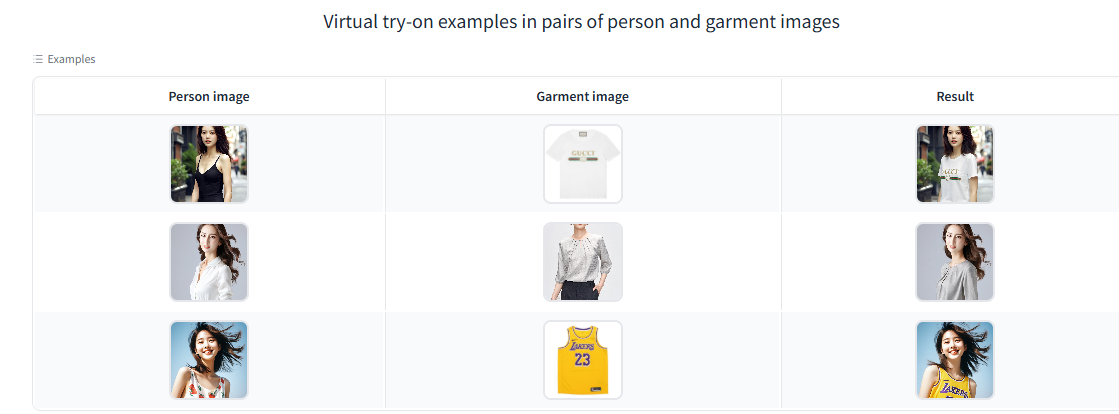 Virtual try-on examples in pairs of person and garment images
Examples
Person image
Garment image
Result
GUCCI
LAKERS
23
LAKERS